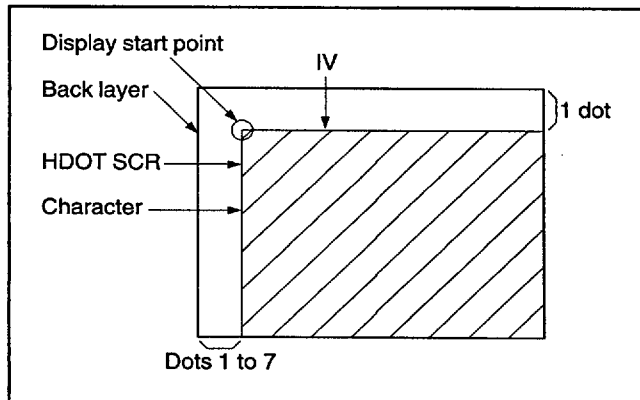 Display start point
IV
Back layer
1 dot
HDOT SCR
Character
Dots 1 to 7